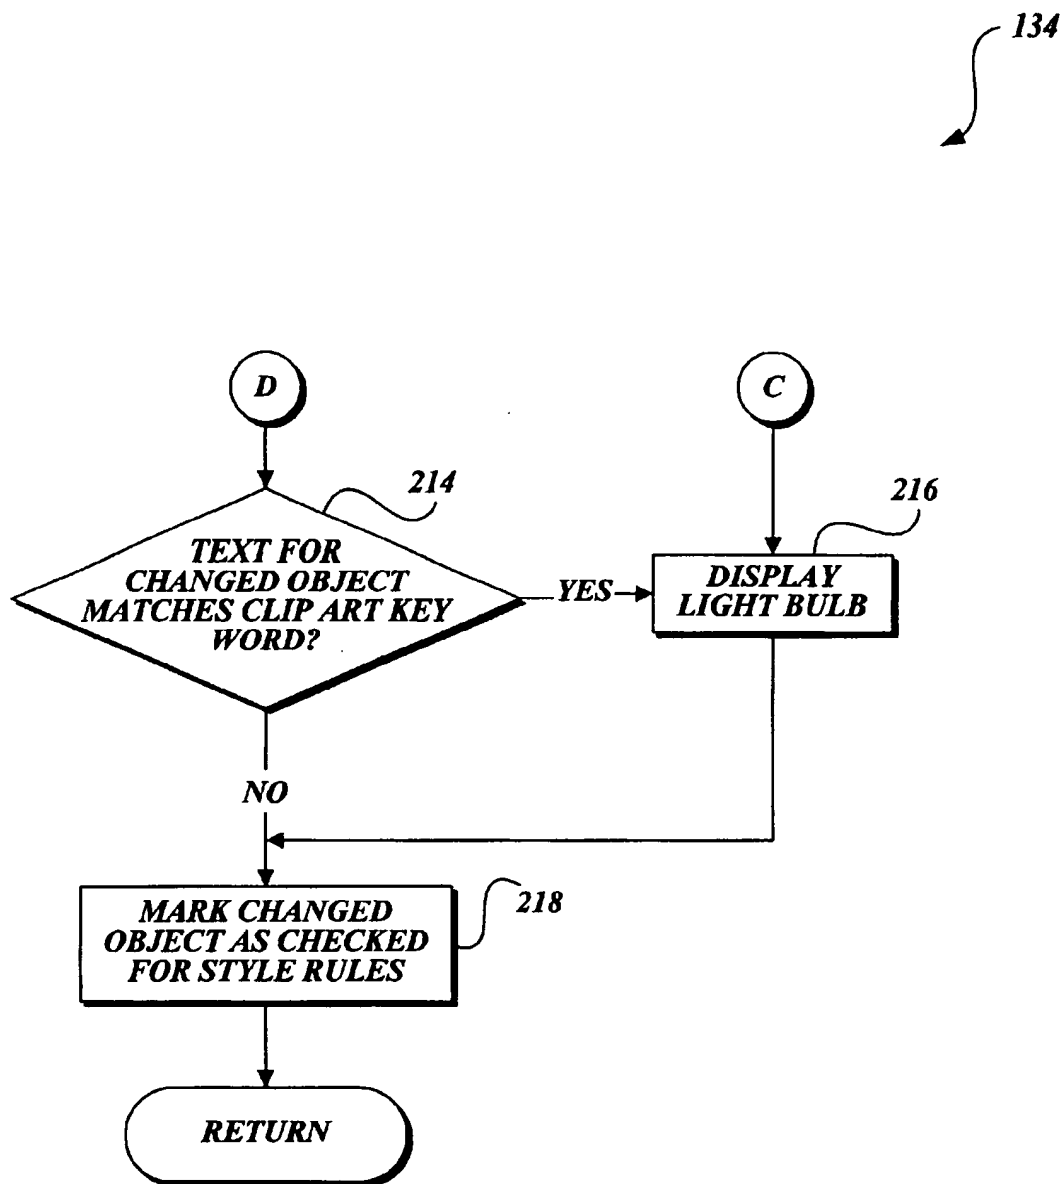 134
D
C
214
216
TEXT FOR
CHANGED OBJECT
MATCHES CLIP ART KEY
WORD?
YES
DISPLAY
LIGHT BULB
NO
218
MARK CHANGED
OBJECT AS CHECKED
FOR STYLE RULES
RETURN